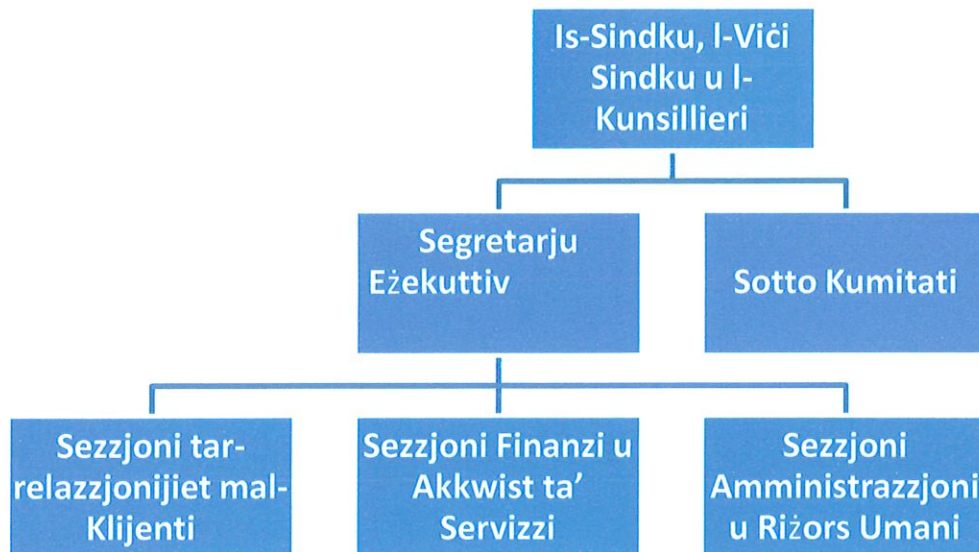 Is-Sindku, l-Viċi
Sindku u l-
Kunsillieri
Segretarju
Eżekuttiv
Sotto Kumitati
Sezzjoni tar-
relazzjonijiet mal-
Klijenti
Sezzjoni Finanzi u
Akkwist ta’
Servizzi
Sezzjoni
Amministrazzjoni
u Riżors Umani